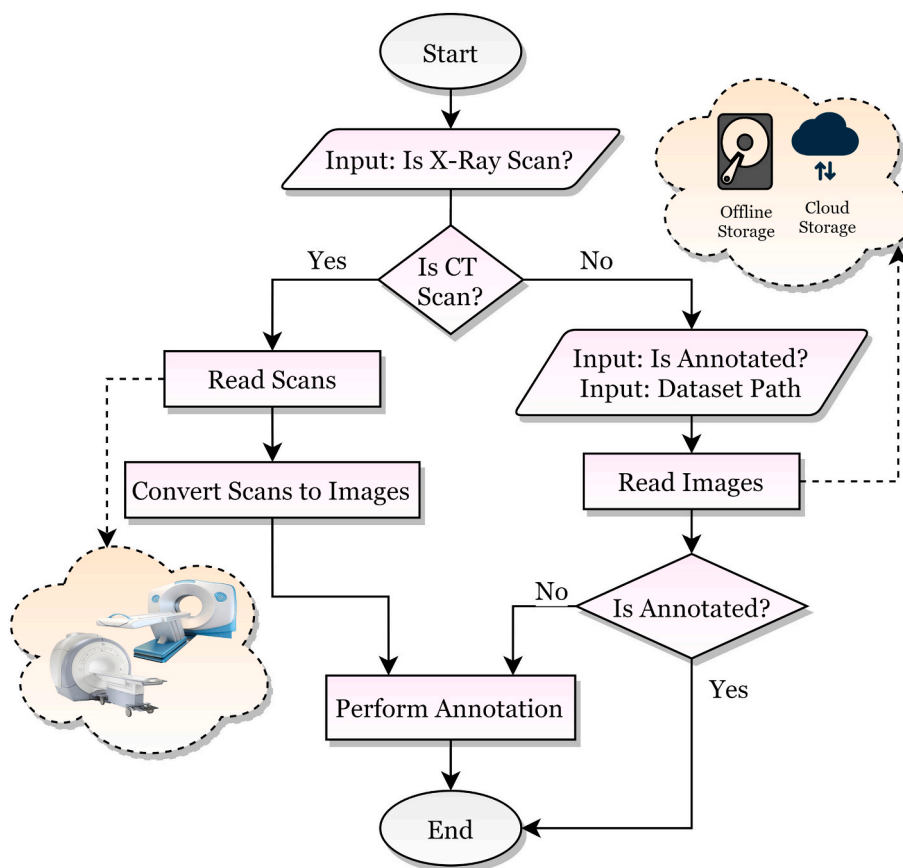 Start
Input: Is X-Ray Scan?
Offline
Storage
Cloud
Storage
Yes
Is CT
Scan?
No
Read Scans
Input: Is Annotated?
Input: Dataset Path
Convert Scans to Images
Read Images
No
Is Annotated?
Yes
Perform Annotation
End